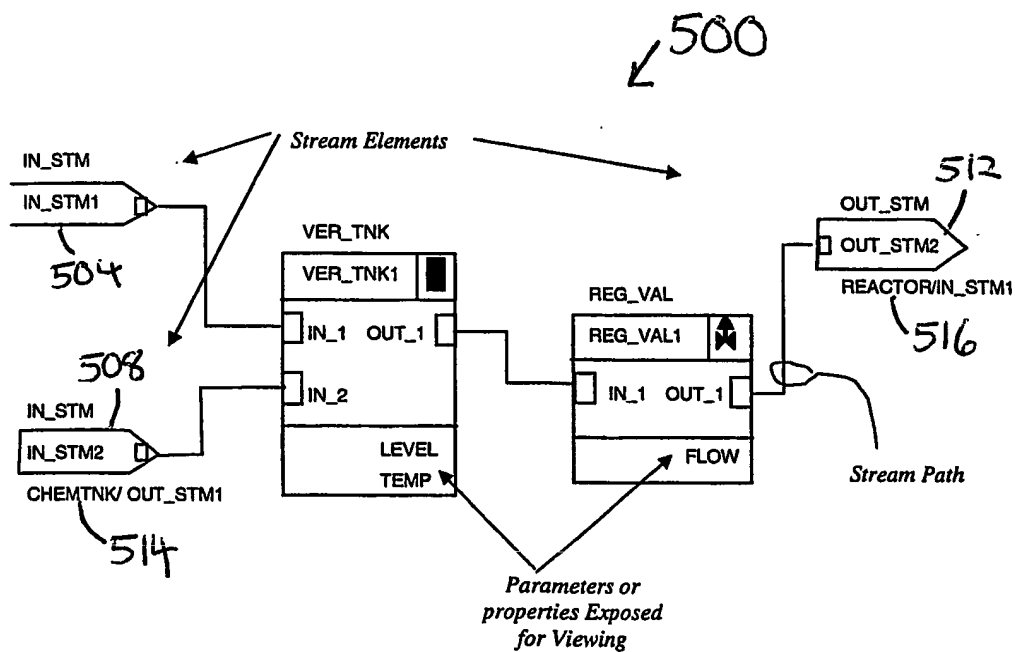 500
Stream Elements
IN_STM
IN_STM1
504
VER_TNK
VER_TNK1
IN_1 OUT_1
IN_2
LEVEL
TEMP
508
IN_STM
IN_STM2
CHEMTNK/ OUT_STM1
514
REG_VAL
REG_VAL1
IN_1 OUT_1
FLOW
512
OUT_STM
OUT_STM2
REACTOR/IN_STM1
516
Stream Path
Parameters or
properties Exposed
for Viewing